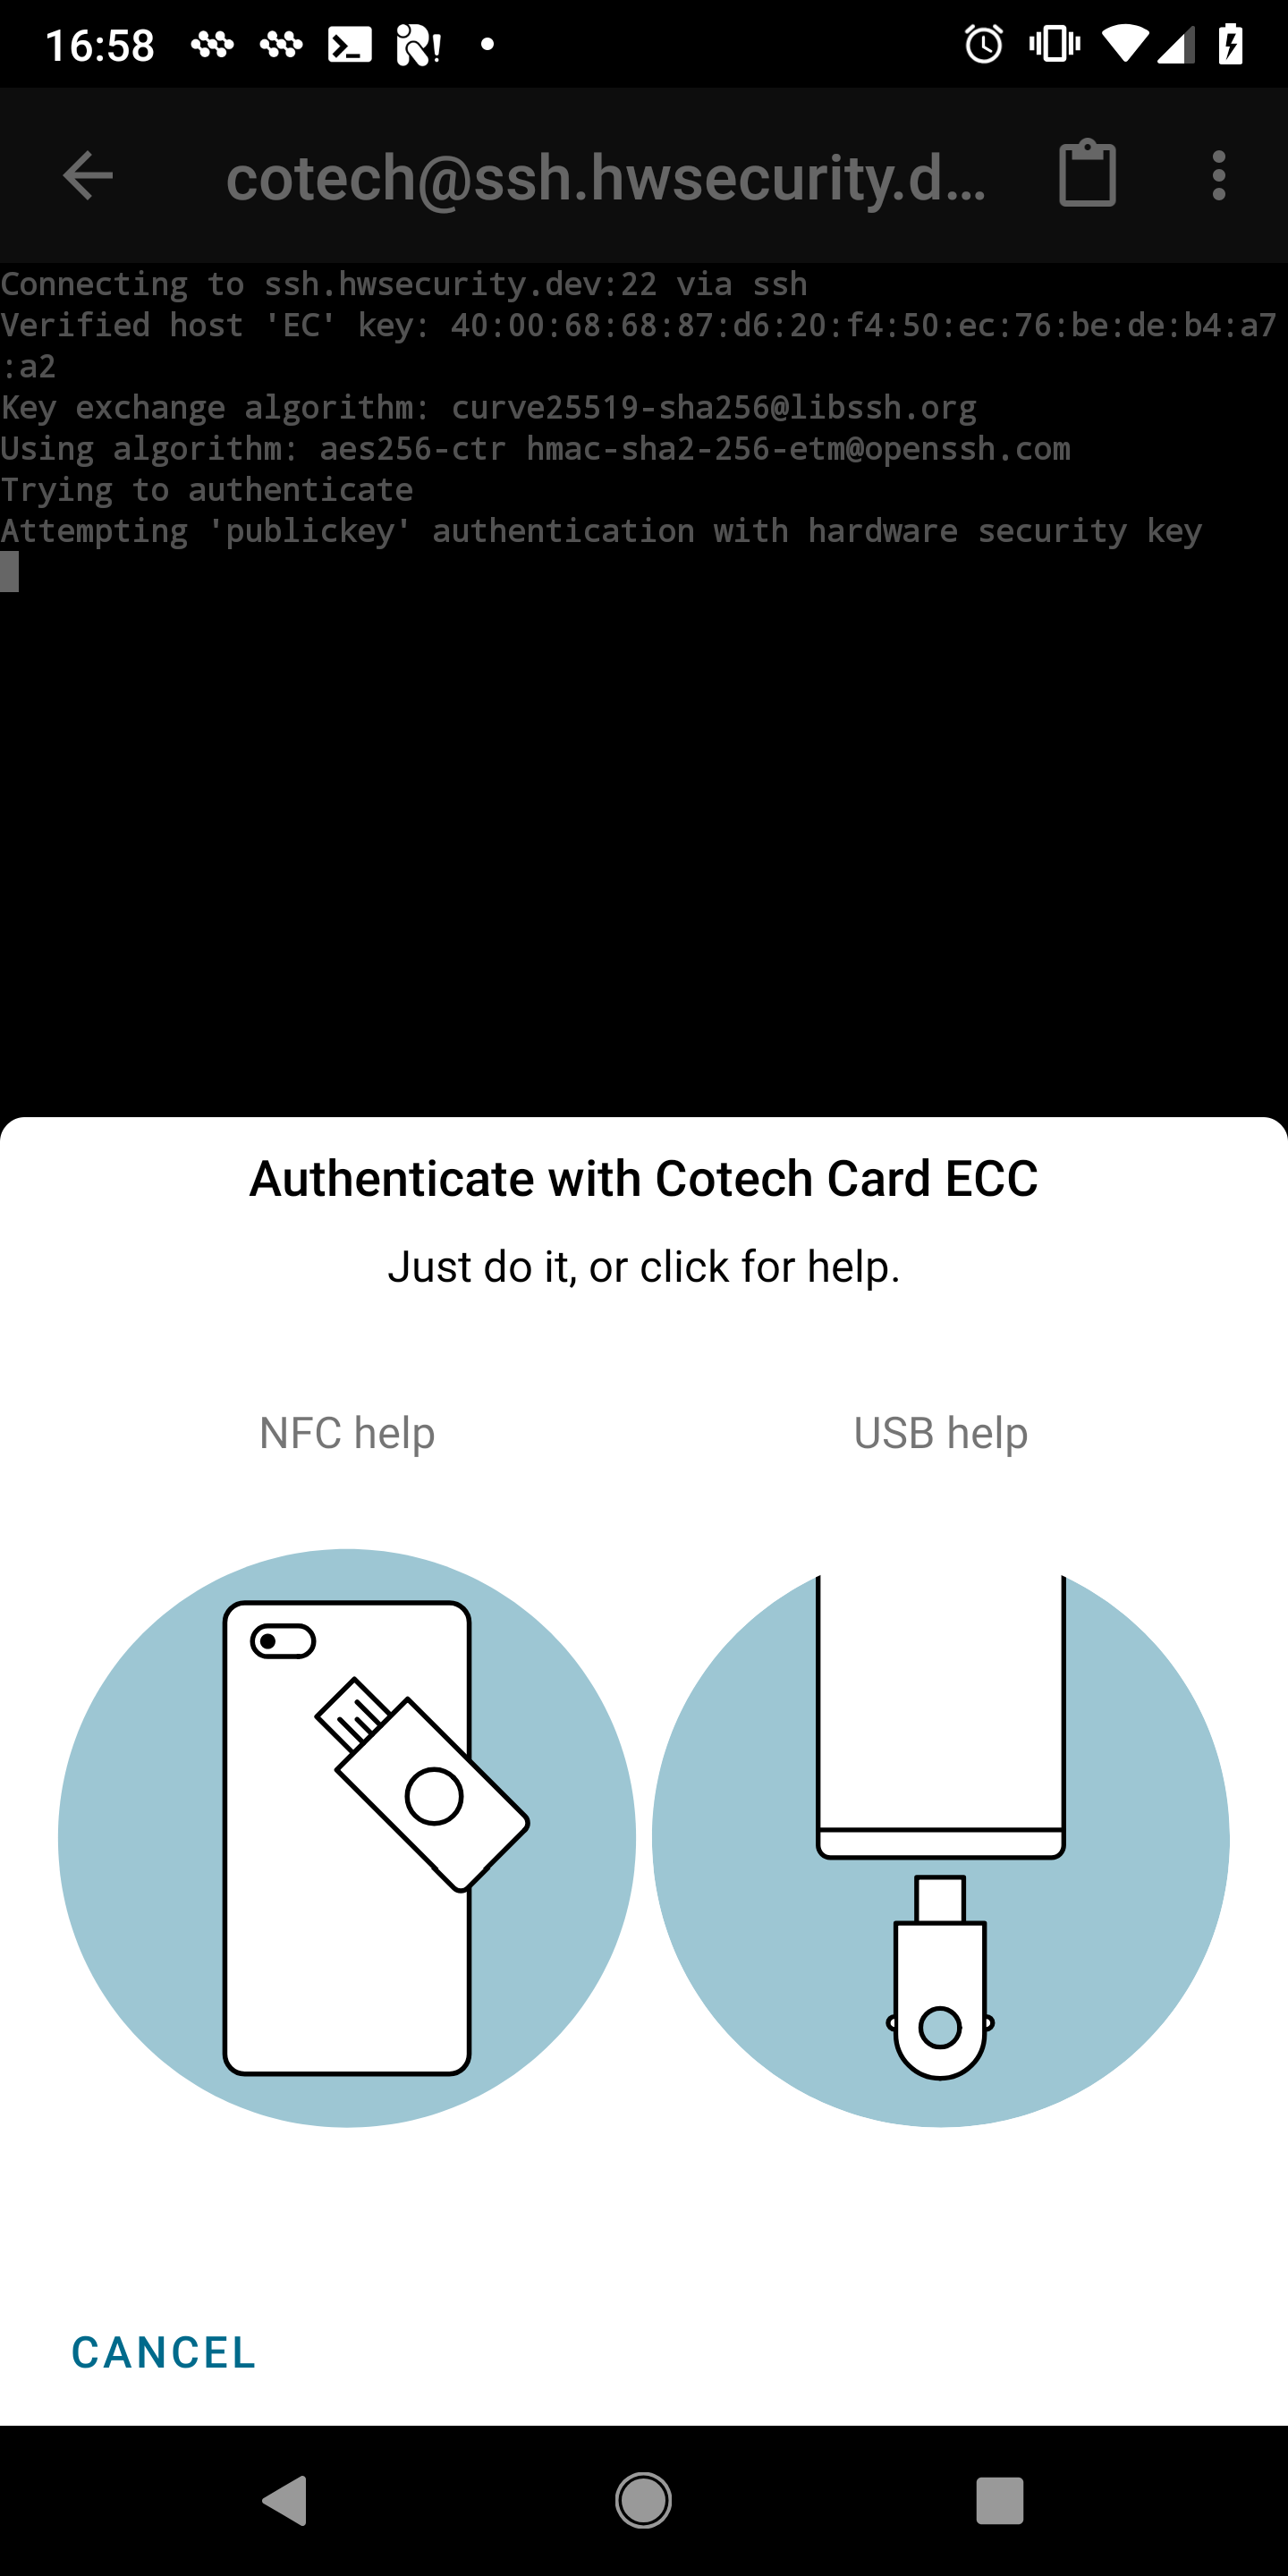 16:58
cotech@ssh.hwsecurity.d...
Connecting to ssh.hwsecurity.dev:22 via ssh
Verified host 'EC' key: 40:00:68:68:87:d6:20:f4:50:ec:76:be:de:b4:a7
:a2
Key exchange algorithm: curve25519-sha256@libssh.org
Using algorithm: aes256-ctr hmac-sha2-256-etm@openssh.com
Trying to authenticate
Attempting 'publickey' authentication with hardware security key
Authenticate with Cotech Card ECC
Just do it, or click for help.
NFC help
USB help
CANCEL